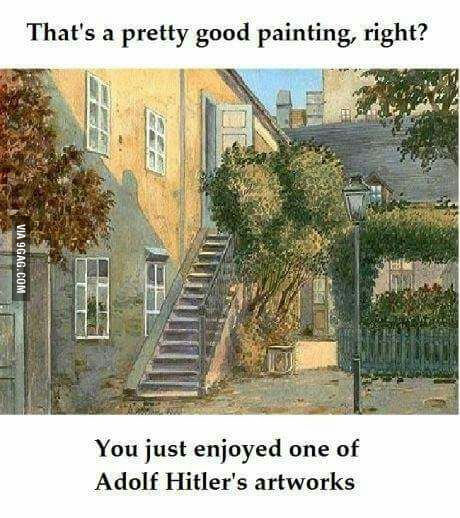 That's a pretty good painting, right?
VIA 9GAG.COM
You just enjoyed one of
Adolf Hitler's artworks